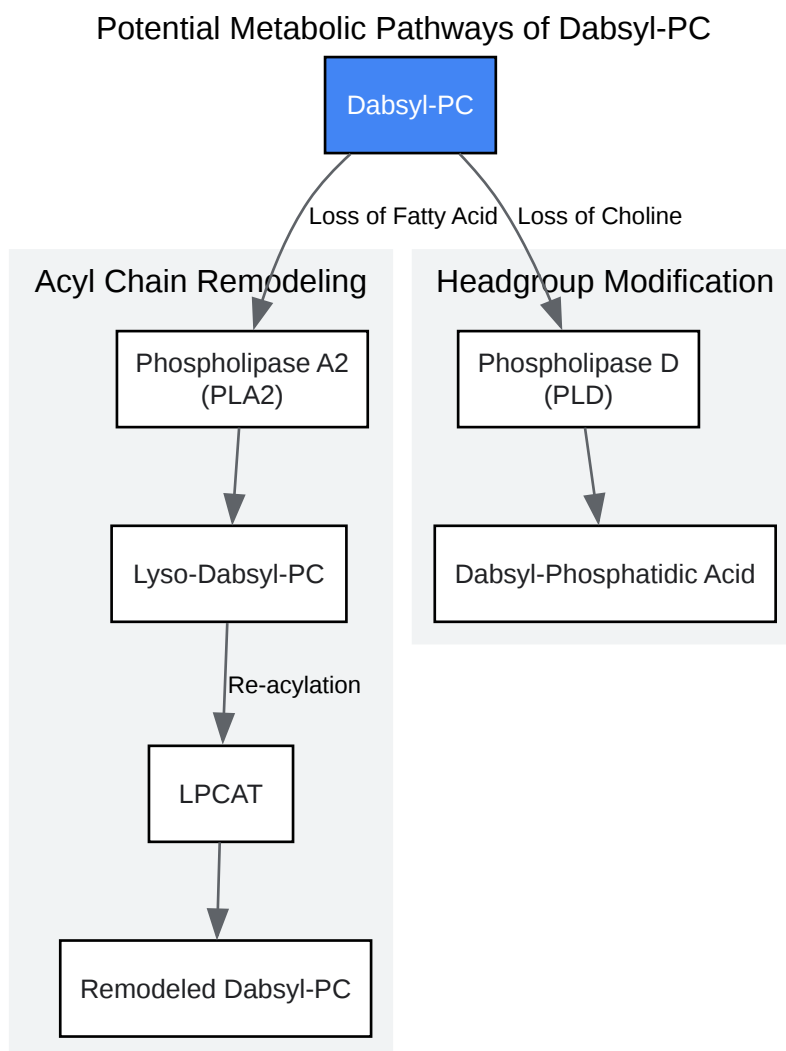 Potential Metabolic Pathways of Dabsyl-PC
Dabsyl-PC
Loss of Fatty Acid
Loss of Choline
Acyl Chain Remodeling
Headgroup Modification
Phospholipase A2
(PLA2)
Phospholipase D
(PLD)
Lyso-Dabsyl-PC
Dabsyl-Phosphatidic Acid
Re-acylation
LPCAT
Remodeled Dabsyl-PC